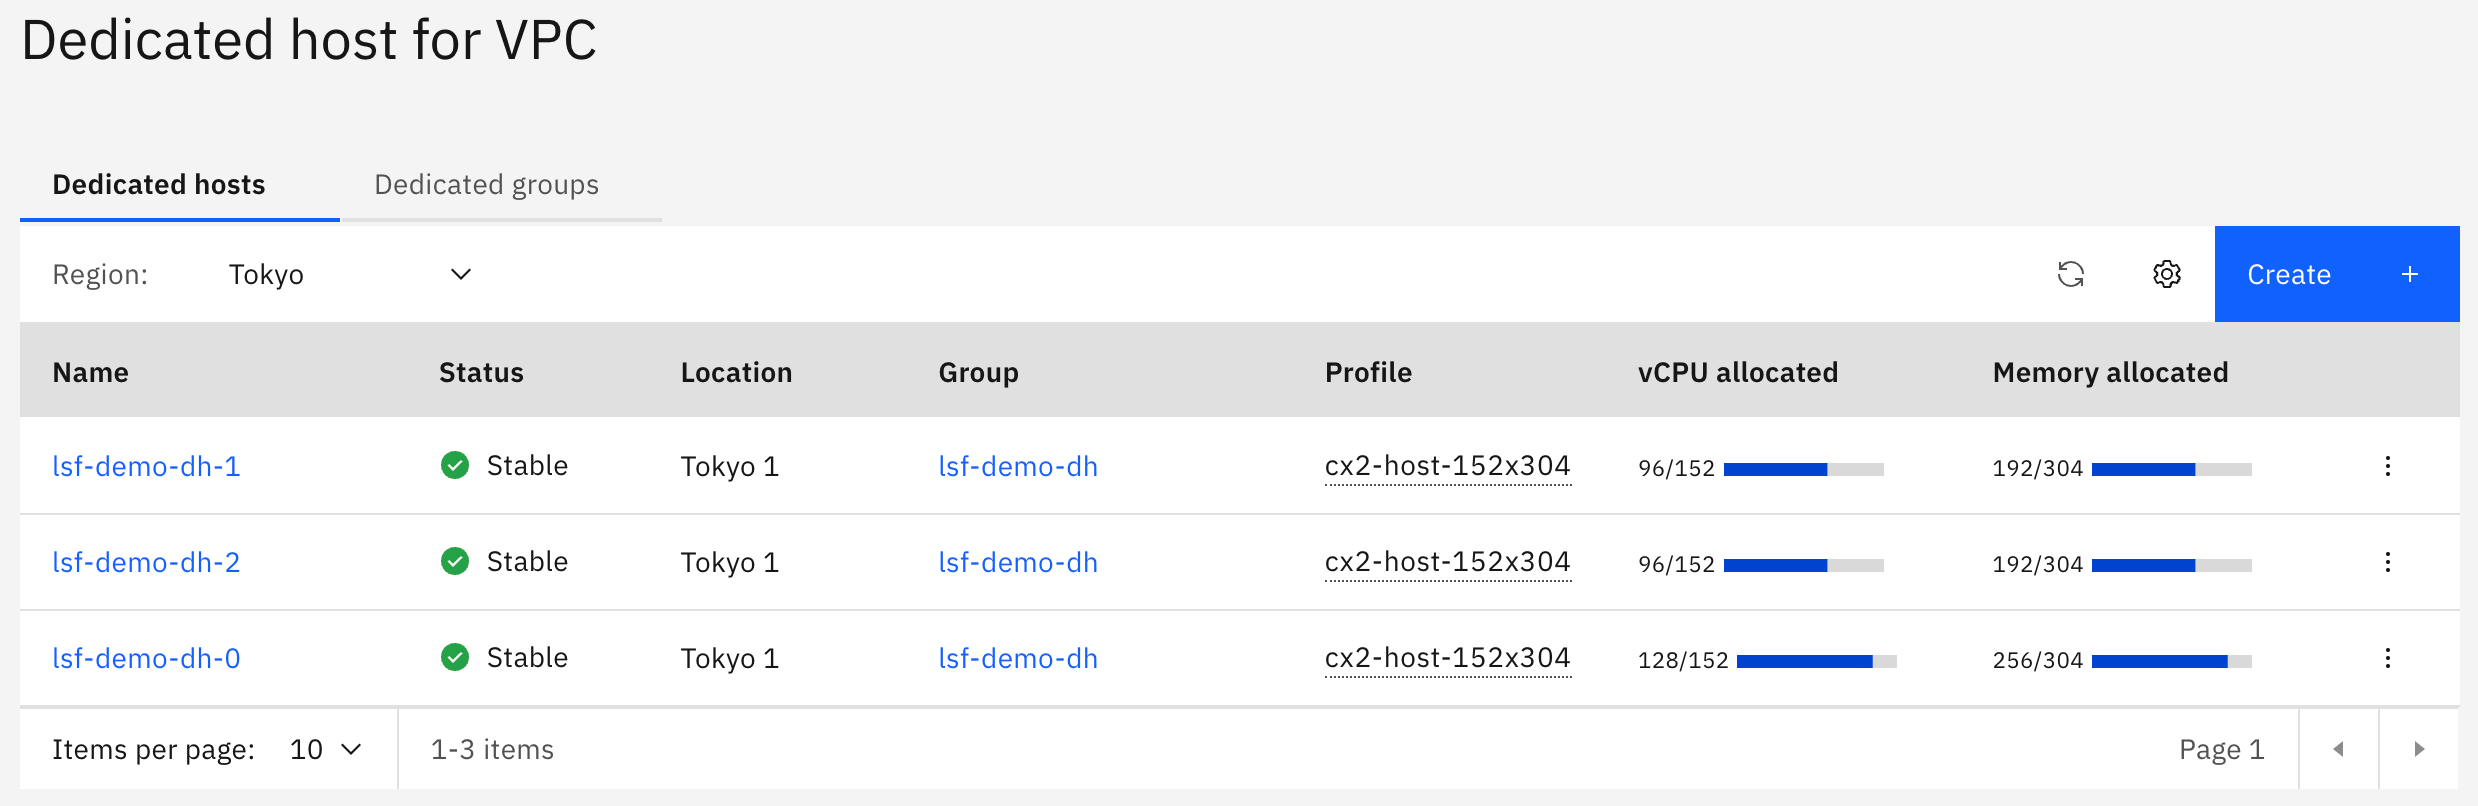 Dedicated host for VPC
Dedicated hosts Dedicated groups
Region: Tokyo Create +
Name Status Location Group Profile vCPU allocated Memory allocated
lsf-demo-dh-1 Stable Tokyo 1 lsf-demo-dh cx2-host-152x304 96/152 192/304
lsf-demo-dh-2 Stable Tokyo 1 lsf-demo-dh cx2-host-152x304 96/152 192/304
lsf-demo-dh-0 Stable Tokyo 1 lsf-demo-dh cx2-host-152x304 128/152 256/304
Items per page: 10 1-3 items Page 1